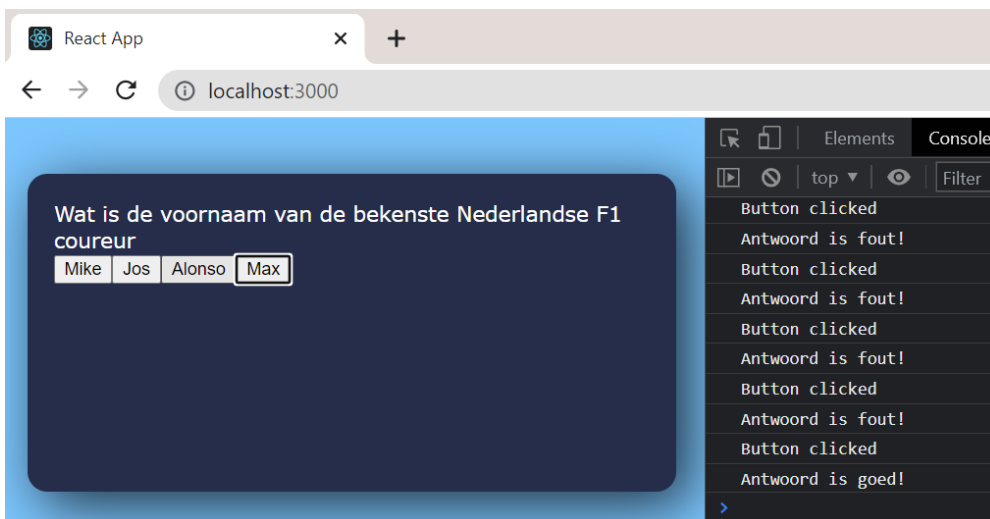 React App
localhost:3000
Elements Console
top Filter
Wat is de voornaam van de bekenste Nederlandse F1
coureur
Mike Jos Alonso Max
Button clicked
Antwoord is fout!
Button clicked
Antwoord is fout!
Button clicked
Antwoord is fout!
Button clicked
Antwoord is fout!
Button clicked
Antwoord is goed!